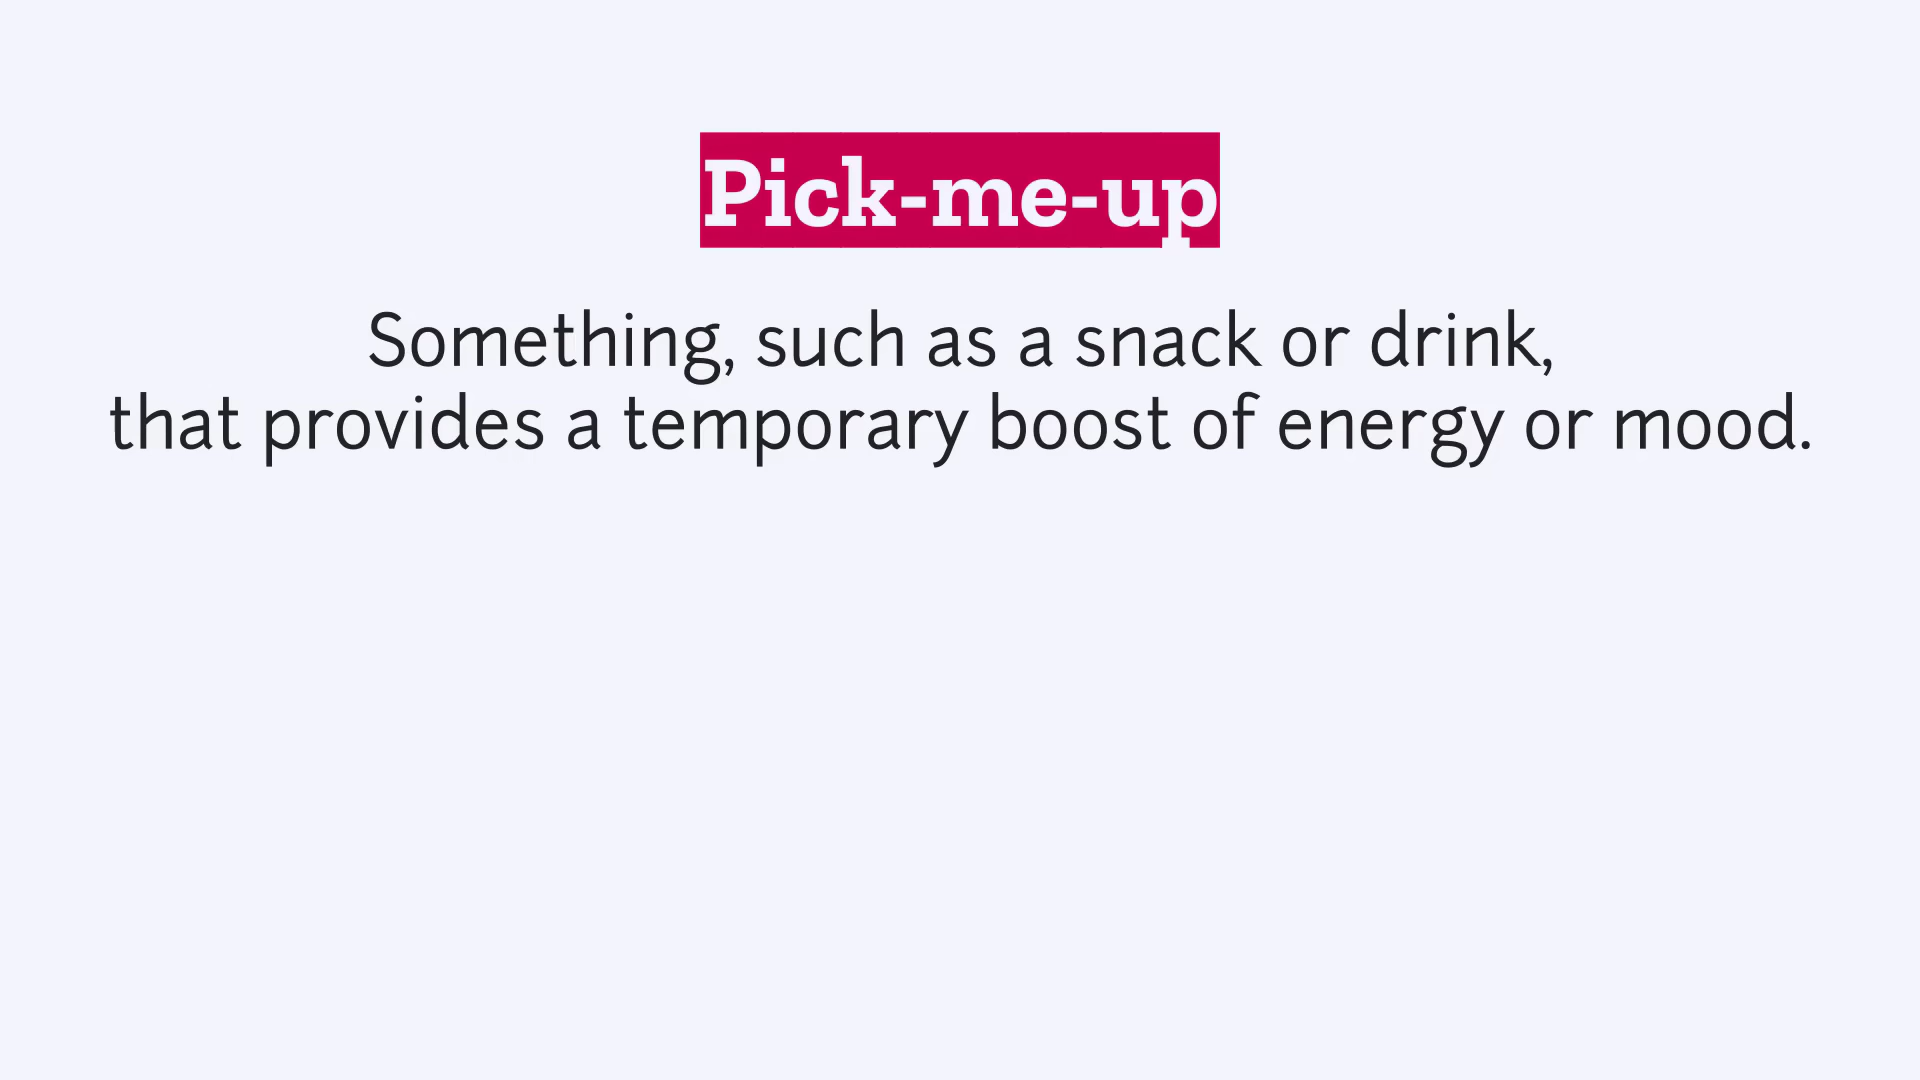 Pick-me-up
Something, such as a snack or drink,
that provides a temporary boost of energy or mood.